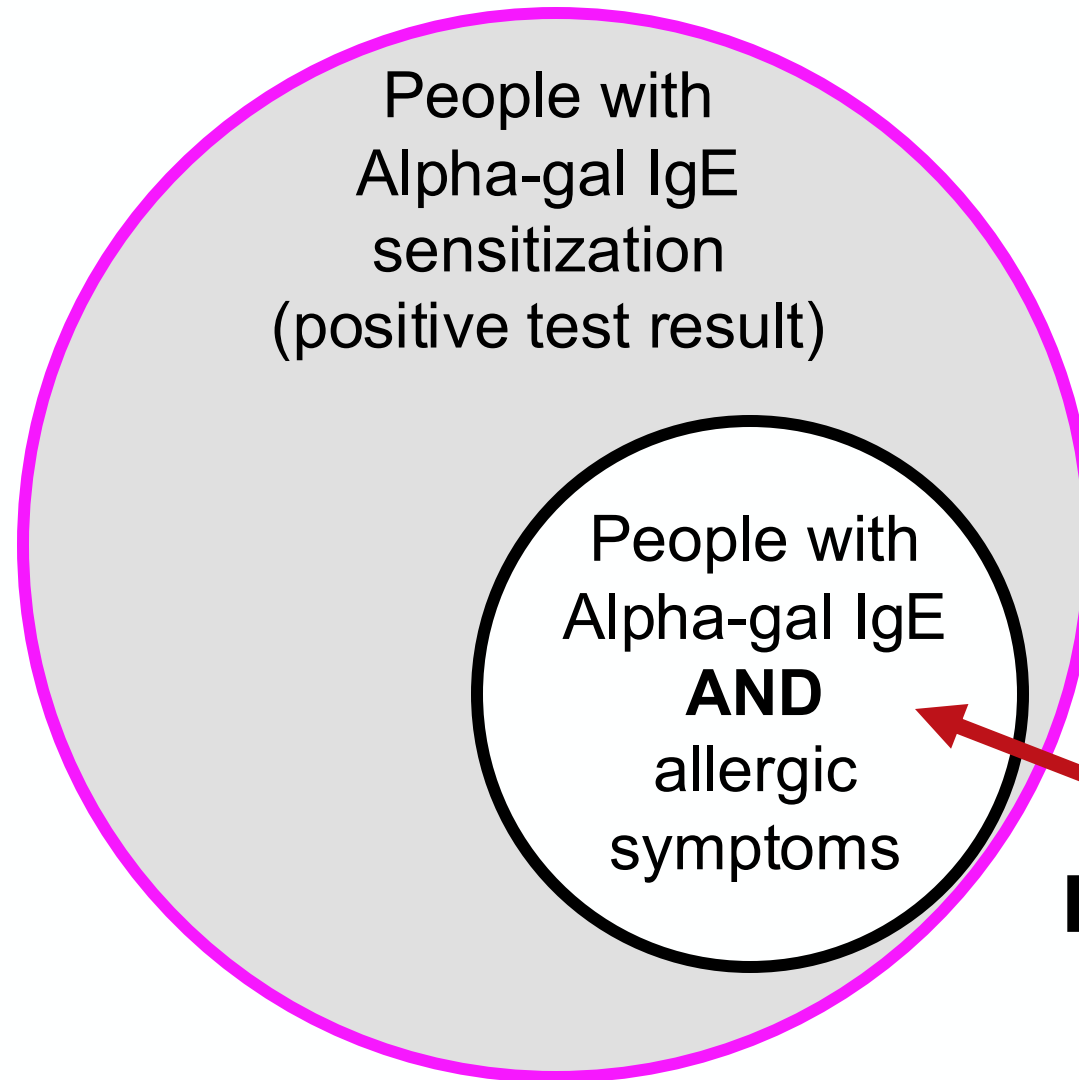 People with
Alpha-gal IgE
sensitization
(positive test result)
People with
Alpha-gal IgE
AND
allergic
symptoms